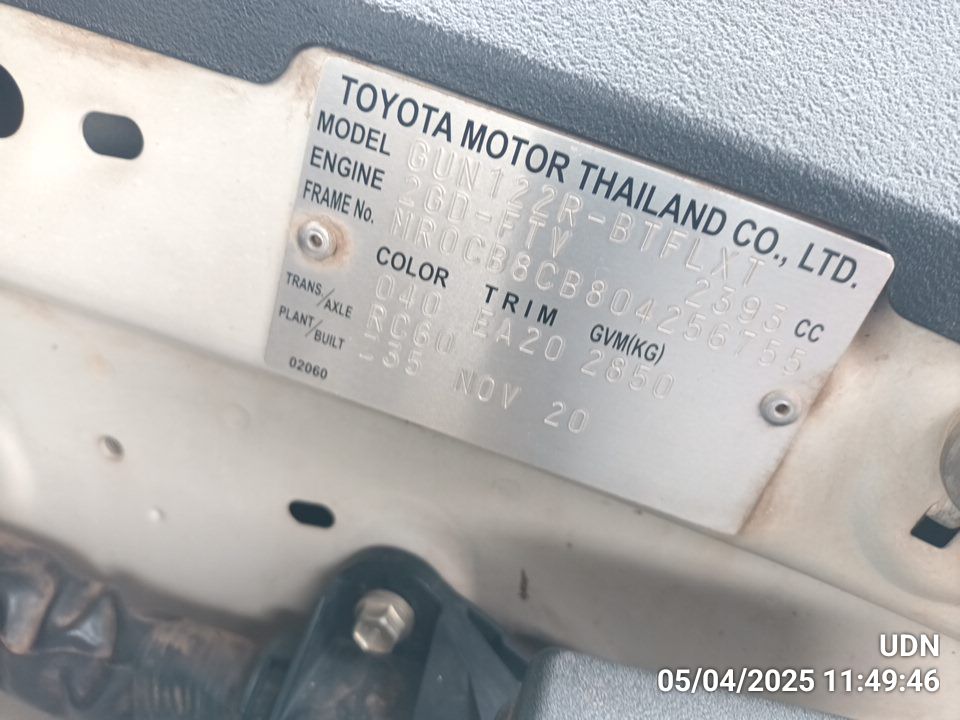 TOYOTA MOTOR THAILAND CO., LTD.
MODEL GUN122R-BTFLXT
ENGINE 2GD-FTV 2393 CC
FRAME No. MR0CB8CB804256755
COLOR TRIM GVM(KG)
040 EA20 2850
TRANS/AXLE RC60
PLANT/BUILT -35 NOV 20
02060
UDN
05/04/2025 11:49:46